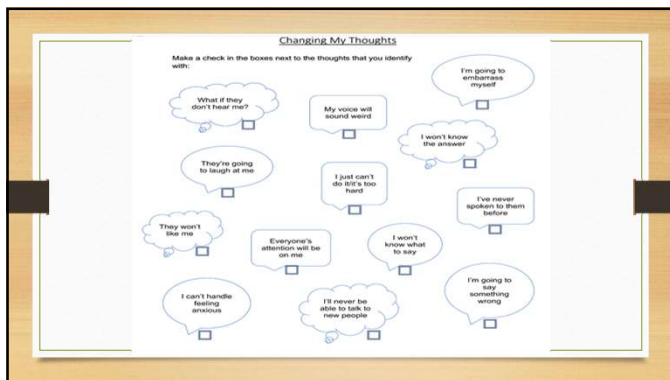 Changing My Thoughts
Make a check in the boxes next to the thoughts that you identify
with:
I'm going to
embarrass
myself
What if they
don't hear me?
My voice will
sound weird
I won't know
the answer
They're going
to laugh at me
I just can't
do it/it's too
hard
I've never
spoken to them
before
They won't
like me
Everyone's
attention will be
on me
I won't
know what
to say
I'm going to
say
something
wrong
I can't handle
feeling
anxious
I'll never be
able to talk to
new people